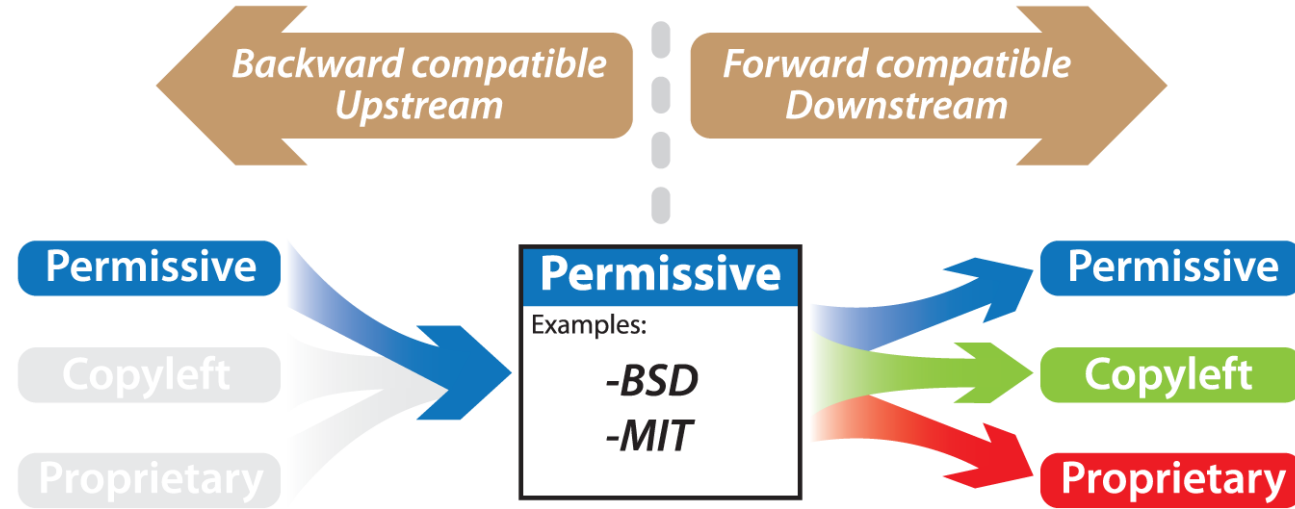 Backward compatible
Upstream
Forward compatible
Downstream
Permissive
Copyleft
Proprietary
Permissive
Examples:
-BSD
-MIT
Permissive
Copyleft
Proprietary